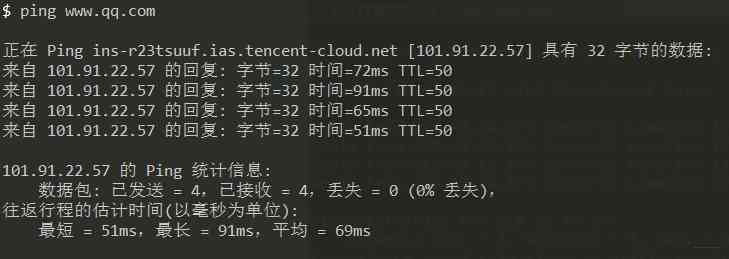 $ ping www.qq.com
正在 Ping ins-r23tsuuf.ias.tencent-cloud.net [101.91.22.57] 具有 32 字节的数据:
来自 101.91.22.57 的回复: 字节=32 时间=72ms TTL=50
来自 101.91.22.57 的回复: 字节=32 时间=91ms TTL=50
来自 101.91.22.57 的回复: 字节=32 时间=65ms TTL=50
来自 101.91.22.57 的回复: 字节=32 时间=51ms TTL=50
101.91.22.57 的 Ping 统计信息:
数据包: 已发送 = 4，已接收 = 4，丢失 = 0 (0% 丢失)，
往返行程的估计时间(以毫秒为单位):
最短 = 51ms，最长 = 91ms，平均 = 69ms